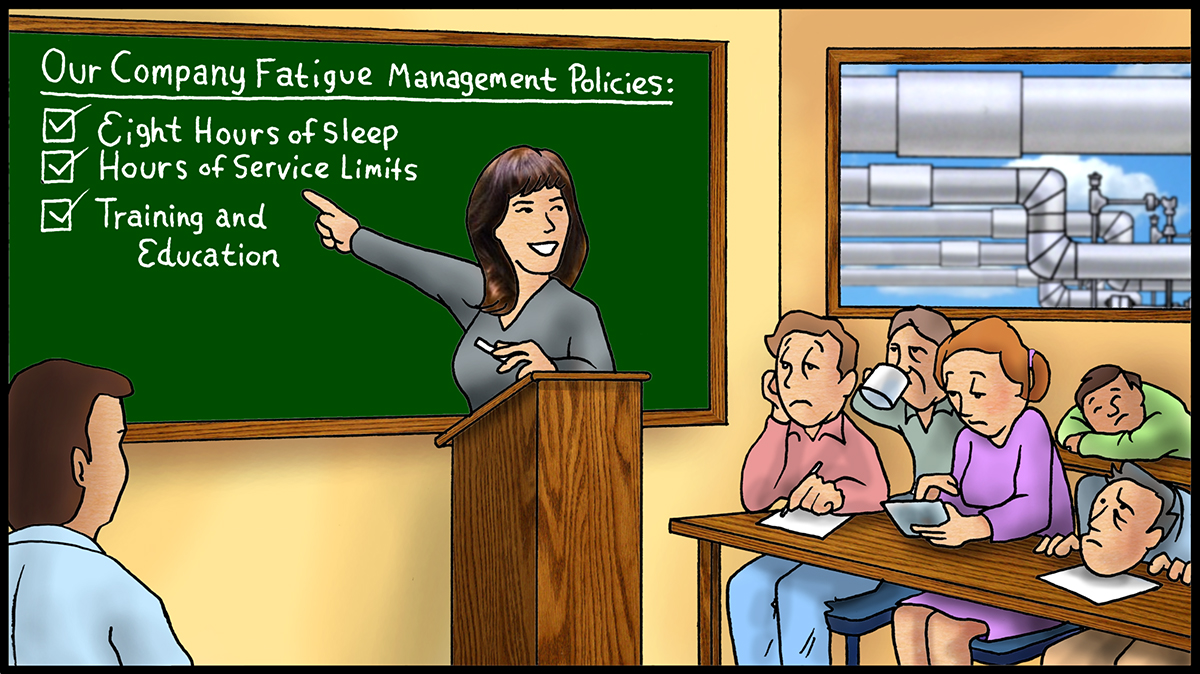 Our Company Fatigue Management Policies:
Eight Hours of Sleep
Hours of Service Limits
Training and
Education